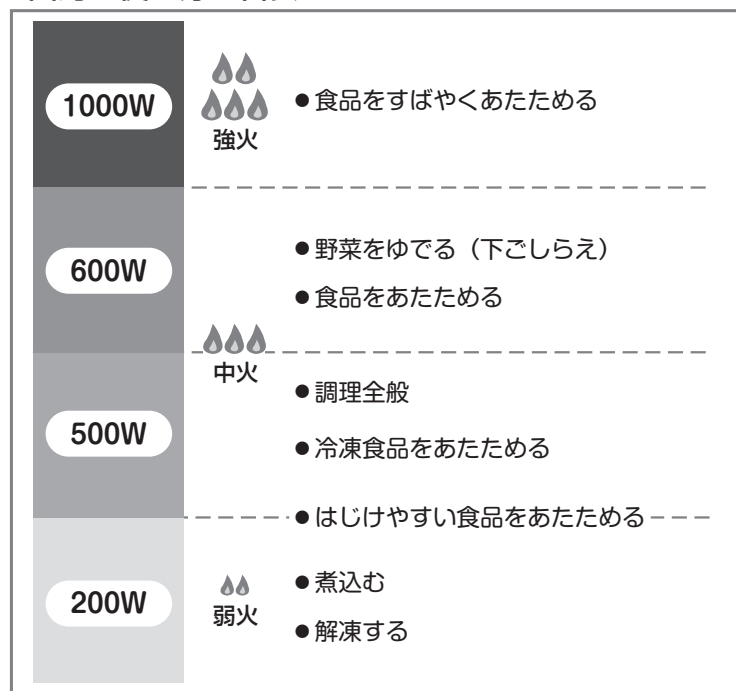 1000W
強火
●食品をすばやくあたためる
600W
●野菜をゆでる（下ごしらえ）
●食品をあたためる
中火
500W
●調理全般
●冷凍食品をあたためる
●はじけやすい食品をあたためる
200W
弱火
●煮込む
●解凍する